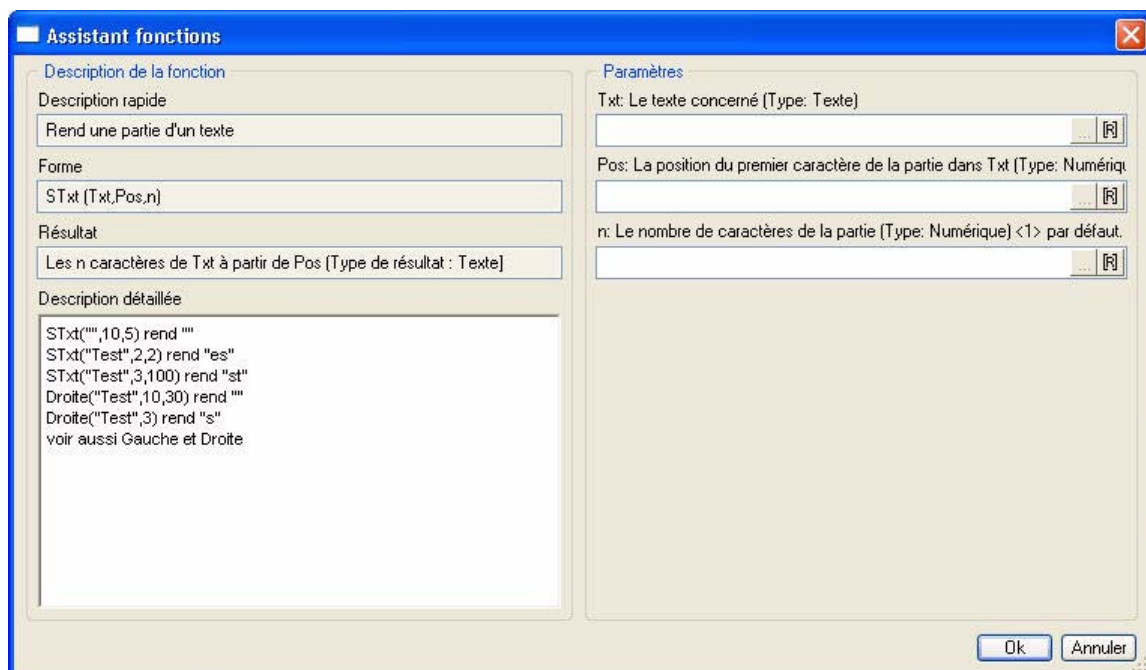 Assistant fonctions
Description de la fonction
Description rapide
Rend une partie d'un texte
Forme
STxt (Txt,Pos,n)
Résultat
Les n caractères de Txt à partir de Pos (Type de résultat : Texte]
Description détaillée
STxt("",10,5) rend ""
STxt("Test",2,2) rend "es"
STxt("Test",3,100) rend "st"
Droite("Test",10,30) rend ""
Droite("Test",3) rend "s"
voir aussi Gauche et Droite
Paramètres
Txt: Le texte concerné (Type: Texte)
... [R]
Pos: La position du premier caractère de la partie dans Txt (Type: Numériqu
... [R]
n: Le nombre de caractères de la partie (Type: Numérique) <1> par défaut.
... [R]
Ok Annuler